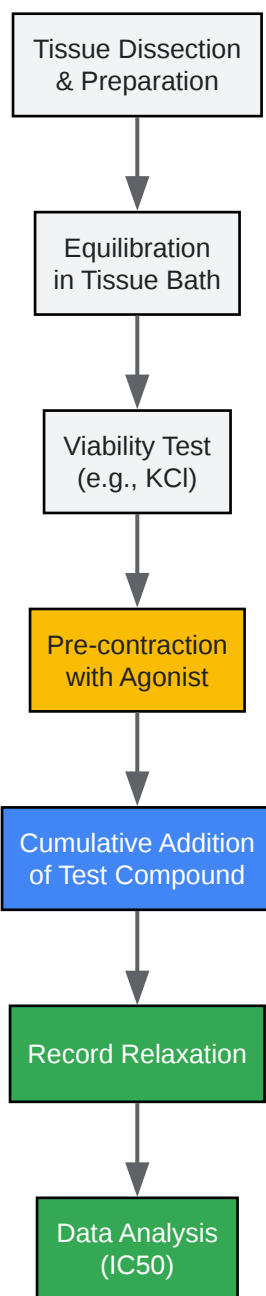 Tissue Dissection
& Preparation
Equilibration
in Tissue Bath
Viability Test
(e.g., KCl)
Pre-contraction
with Agonist
Cumulative Addition
of Test Compound
Record Relaxation
Data Analysis
(IC50)